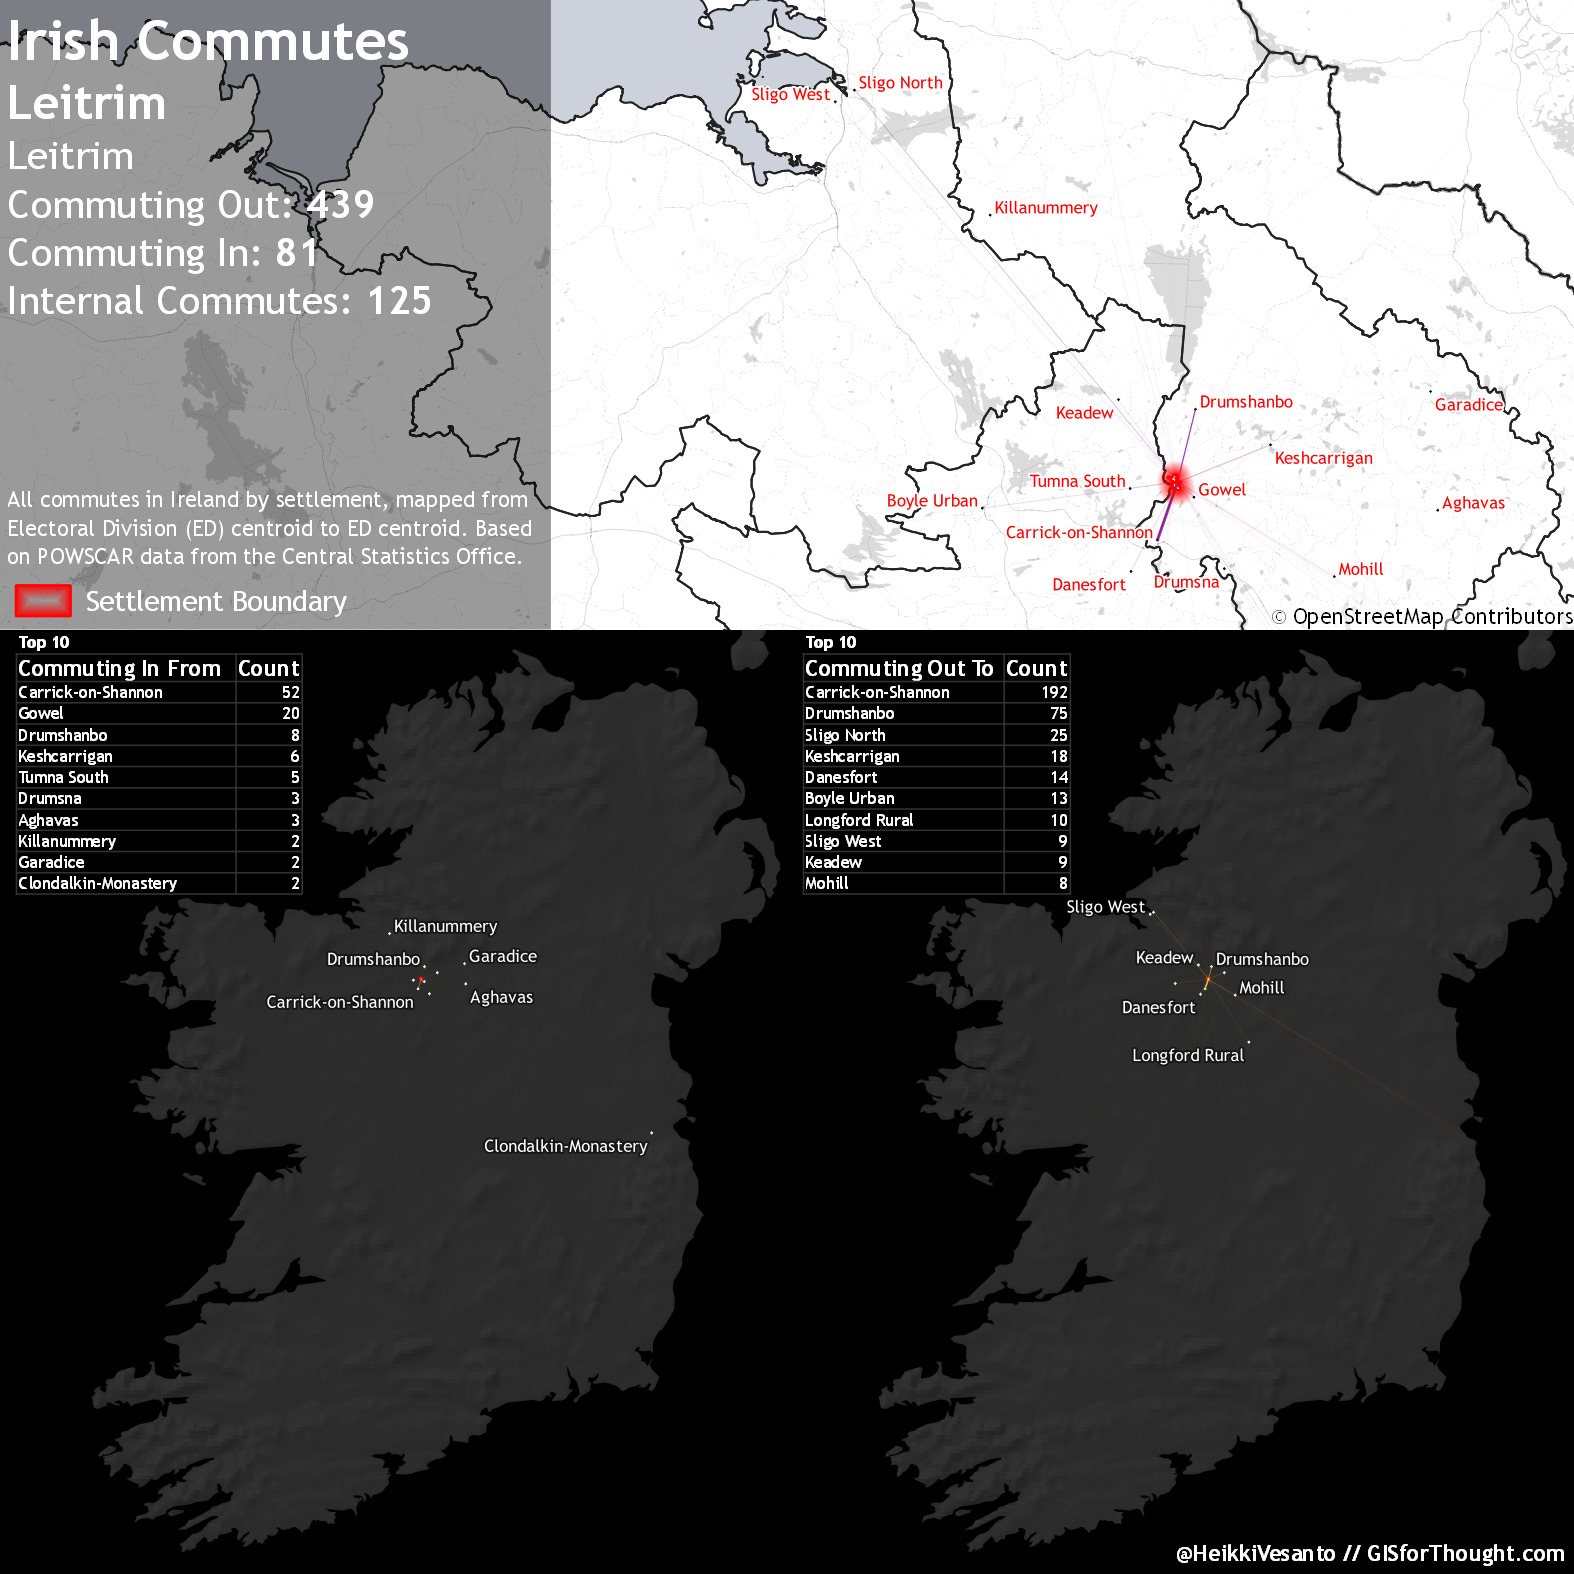 Irish Commutes
Leitrim
Leitrim
Commuting Out: 439
Commuting In: 81
Internal Commutes: 125
All commutes in Ireland by settlement, mapped from
Electoral Division (ED) centroid to ED centroid. Based
on POWSCAR data from the Central Statistics Office.
Settlement Boundary
Sligo North
Sligo West
Killanummery
Keadew
Drumshanbo
Garadice
Keshcarrigan
Tumna South
Gowel
Boyle Urban
Aghavas
Carrick-on-Shannon
Mohill
Danesfort
Drumsna
© OpenStreetMap Contributors
Top 10
Commuting In From Count
Carrick-on-Shannon 52
Gowel 20
Drumshanbo 8
Keshcarrigan 6
Tumna South 5
Drumsna 3
Aghavas 3
Killanummery 2
Garadice 2
Clondalkin-Monastery 2
Killanummery
Drumshanbo
Garadice
Carrick-on-Shannon
Aghavas
Clondalkin-Monastery
Top 10
Commuting Out To Count
Carrick-on-Shannon 192
Drumshanbo 75
Sligo North 25
Keshcarrigan 18
Danesfort 14
Boyle Urban 13
Longford Rural 10
Sligo West 9
Keadew 9
Mohill 8
Sligo West
Keadew
Drumshanbo
Mohill
Danesfort
Longford Rural
@HeikkiVesanto // GISforThought.com